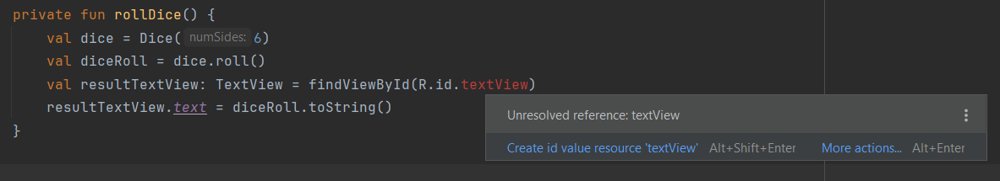 private fun rollDice() {
val dice = Dice( numSides: 6)
val diceRoll = dice.roll()
val resultTextView: TextView = findViewById(R.id.textView)
resultTextView.text = diceRoll.toString()
}
Unresolved reference: textView
Create id value resource 'textView' Alt+Shift+Enter More actions... Alt+Enter